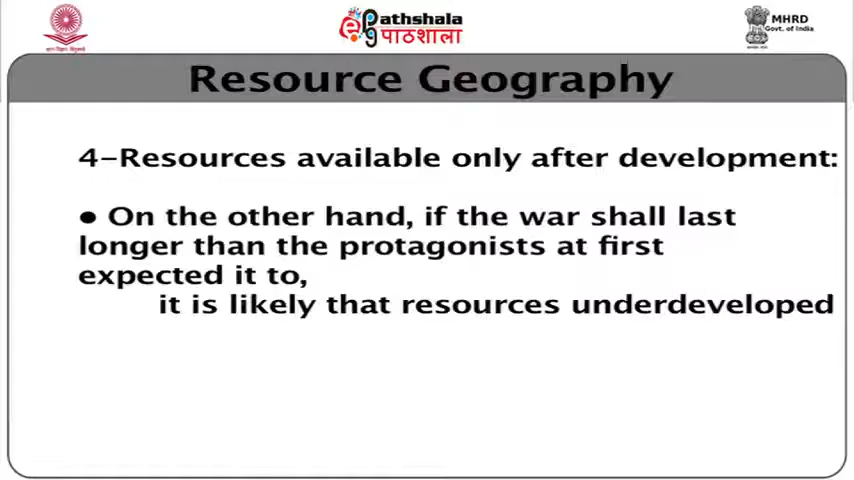 Pathshala
पाठशाला
MHRD
Govt. of India
Resource Geography
4-Resources available only after development:
● On the other hand, if the war shall last
longer than the protagonists at first
expected it to,
it is likely that resources underdeveloped